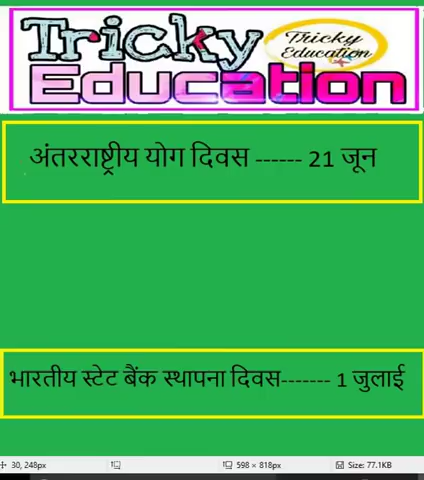 Tricky
Education
Tricky
Education
अंतरराष्ट्रीय योग दिवस ------ 21 जून
भारतीय स्टेट बैंक स्थापना दिवस------- 1 जुलाई
30, 248px
598 × 818px
Size: 77.1KB